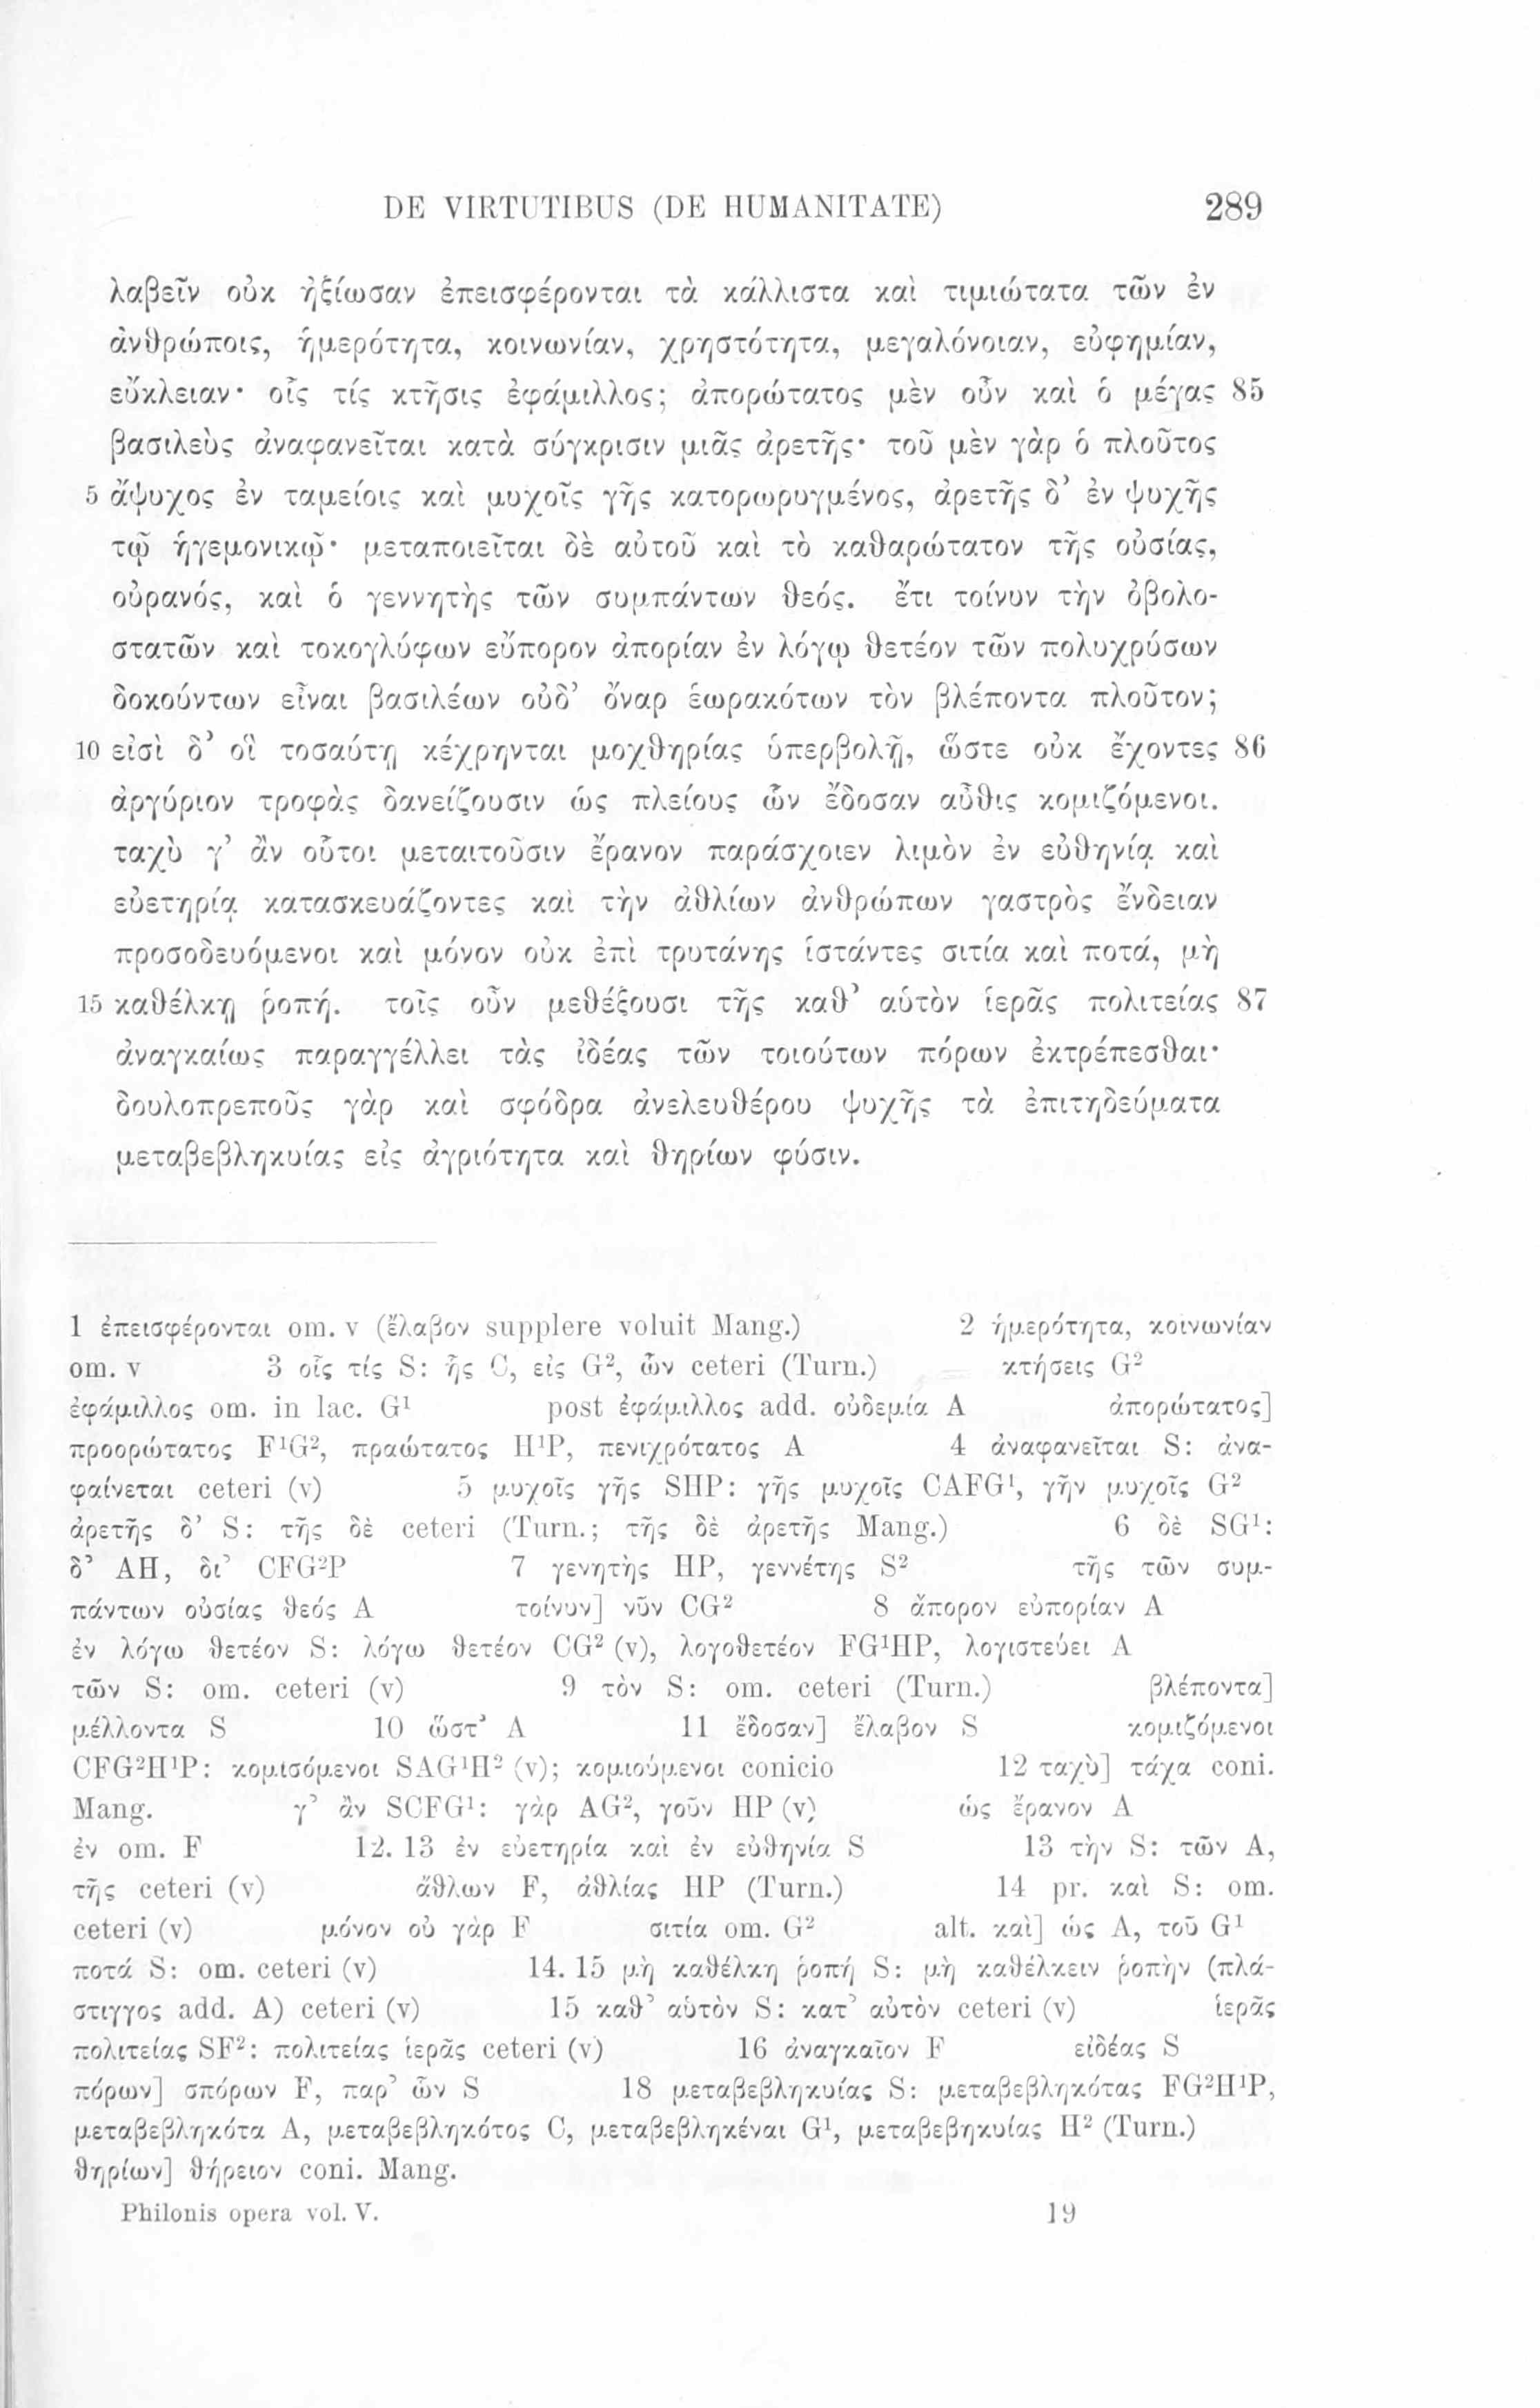 DE VIRTUTIBUS (DE HUMANITATE) 289
λαβεῖν οὐκ ἠξίωσαν ἐπεισφέρονται τὰ κάλλιστα καὶ τιμιώτατα τῶν ἐν
ἀνθρώποις, ἡμερότητα, κοινωνίαν, χρηστότητα, μεγαλόνοιαν, εὐφημίαν,
εὔκλειαν· οἷς τίς κτῆσις ἐφάμιλλος; ἀπορώτατος μὲν οὖν καὶ ὁ μέγας 85
βασιλεὺς ἀναφανεῖται κατὰ σύγκρισιν μιᾶς ἀρετῆς· τοῦ μὲν γὰρ ὁ πλοῦτος
5 ἄψυχος ἐν ταμείοις καὶ μυχοῖς γῆς κατορωρυγμένος, ἀρετῆς δ’ ἐν ψυχῆς
τῷ ἡγεμονικῷ· μεταποιεῖται δὲ αὐτοῦ καὶ τὸ καθαρώτατον τῆς οὐσίας,
οὐρανός, καὶ ὁ γεννητὴς τῶν συμπάντων θεός. ἔτι τοίνυν τὴν ὀβολο-
στατῶν καὶ τοκογλύφων εὔπορον ἀπορίαν ἐν λόγῳ θετέον τῶν πολυχρύσων
δοκούντων εἶναι βασιλέων οὐδ’ ὄναρ ἑωρακότων τὸν βλέποντα πλοῦτον;
10 εἰσὶ δ’ οἳ τοσαύτῃ κέχρηνται μοχθηρίας ὑπερβολῇ, ὥστε οὐκ ἔχοντες 86
ἀργύριον τροφὰς δανείζουσιν ὡς πλείους ὧν ἔδοσαν αὖθις κομιζόμενοι.
ταχὺ γ’ ἂν οὗτοι μεταιτοῦσιν ἔρανον παράσχοιεν λιμὸν ἐν εὐθηνίᾳ καὶ
εὐετηρίᾳ κατασκευάζοντες καὶ τὴν ἀθλίων ἀνθρώπων γαστρὸς ἔνδειαν
προσοδευόμενοι καὶ μόνον οὐκ ἐπὶ τρυτάνης ἱστάντες σιτία καὶ ποτά, μὴ
15 καθέλκῃ ῥοπή. τοῖς οὖν μεθέξουσι τῆς καθ’ αὑτὸν ἱερᾶς πολιτείας 87
ἀναγκαίως παραγγέλλει τὰς ἰδέας τῶν τοιούτων πόρων ἐκτρέπεσθαι·
δουλοπρεποῦς γὰρ καὶ σφόδρα ἀνελευθέρου ψυχῆς τὰ ἐπιτηδεύματα
μεταβεβληκυίας εἰς ἀγριότητα καὶ θηρίων φύσιν.
1 ἐπεισφέρονται om. v (ἔλαβον supplere voluit Mang.) 2 ἡμερότητα, κοινωνίαν
om. v 3 οἷς τίς S: ἧς C, εἰς G², ὧν ceteri (Turn.) κτήσεις G²
ἐφάμιλλος om. in lac. G¹ post ἐφάμιλλος add. οὐδεμία A ἀπορώτατος]
προορώτατος F¹G², πραώτατος H¹P, πενιχρότατος A 4 ἀναφανεῖται S: ἀνα-
φαίνεται ceteri (v) 5 μυχοῖς γῆς SHP: γῆς μυχοῖς CAFG¹, γῆν μυχοῖς G²
ἀρετῆς δ’ S: τῆς δὲ ceteri (Turn.; τῆς δὲ ἀρετῆς Mang.) 6 δὲ SG¹:
δ’ AH, δι’ CFG²P 7 γενητὴς HP, γεννέτης S² τῆς τῶν συμ-
πάντων οὐσίας θεός A τοίνυν] νῦν CG² 8 ἄπορον εὐπορίαν A
ἐν λόγω θετέον S: λόγω θετέον CG² (v), λογοθετέον FG¹HP, λογιστεύει A
τῶν S: om. ceteri (v) 9 τὸν S: om. ceteri (Turn.) βλέποντα]
μέλλοντα S 10 ὥστ’ A 11 ἔδοσαν] ἔλαβον S κομιζόμενοι
CFG²H¹P: κομισόμενοι SAG¹H² (v); κομιούμενοι conicio 12 ταχὺ] τάχα coni.
Mang. γ’ ἂν SCFG¹: γὰρ AG², γοῦν HP (v) ὡς ἔρανον A
ἐν om. F 12. 13 ἐν εὐετηρία καὶ ἐν εὐθηνία S 13 τὴν S: τῶν A,
τῆς ceteri (v) ἄθλων F, ἀθλίας HP (Turn.) 14 pr. καὶ S: om.
ceteri (v) μόνον οὐ γὰρ F σιτία om. G² alt. καὶ] ὡς A, τοῦ G¹
ποτά S: om. ceteri (v) 14. 15 μὴ καθέλκη ῥοπή S: μὴ καθέλκειν ῥοπὴν (πλά-
στιγγος add. A) ceteri (v) 15 καθ’ αὑτὸν S: κατ’ αὐτὸν ceteri (v) ἱερᾶς
πολιτείας SF²: πολιτείας ἱερᾶς ceteri (v) 16 ἀναγκαῖον F εἰδέας S
πόρων] σπόρων F, παρ’ ὧν S 18 μεταβεβληκυίας S: μεταβεβληκότας FG²H¹P,
μεταβεβληκότα A, μεταβεβληκότος C, μεταβεβληκέναι G¹, μεταβεβηκυίας H² (Turn.)
θηρίων] θήρειον coni. Mang.
Philonis opera vol. V. 19